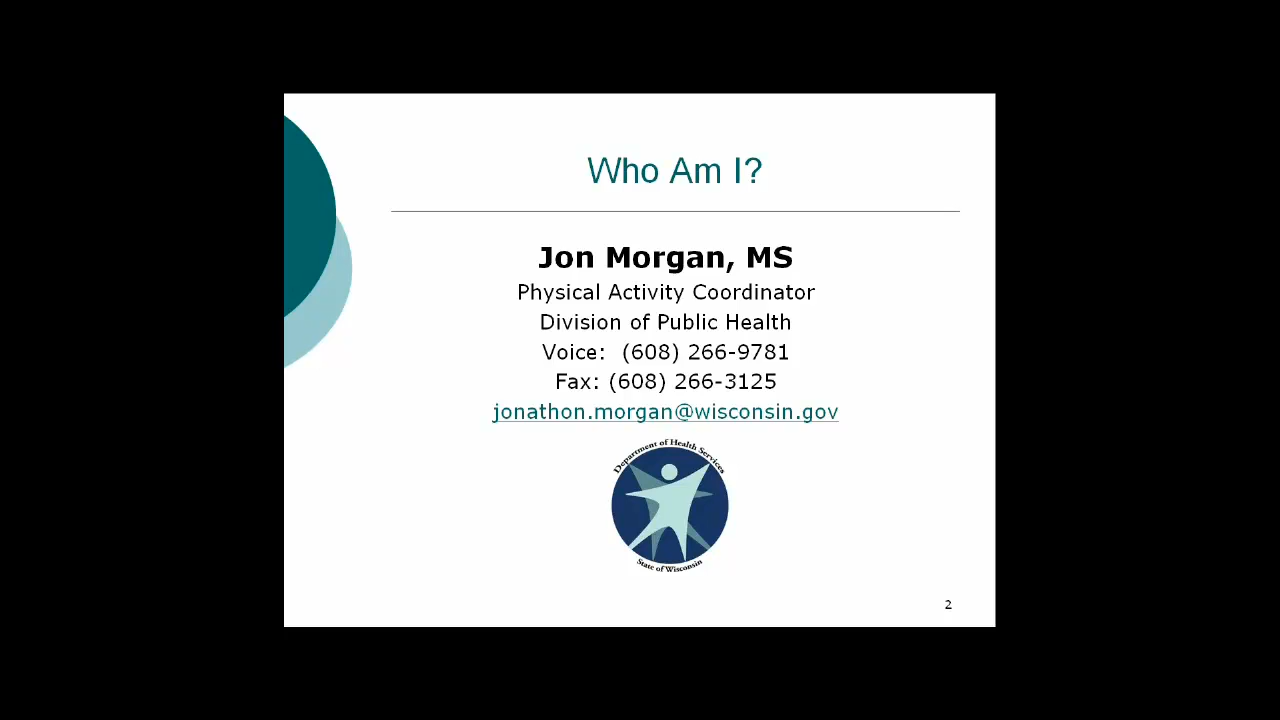 Who Am I?
Jon Morgan, MS
Physical Activity Coordinator
Division of Public Health
Voice:  (608) 266-9781
Fax: (608) 266-3125
jonathon.morgan@wisconsin.gov
Department of Health Services
State of Wisconsin
2